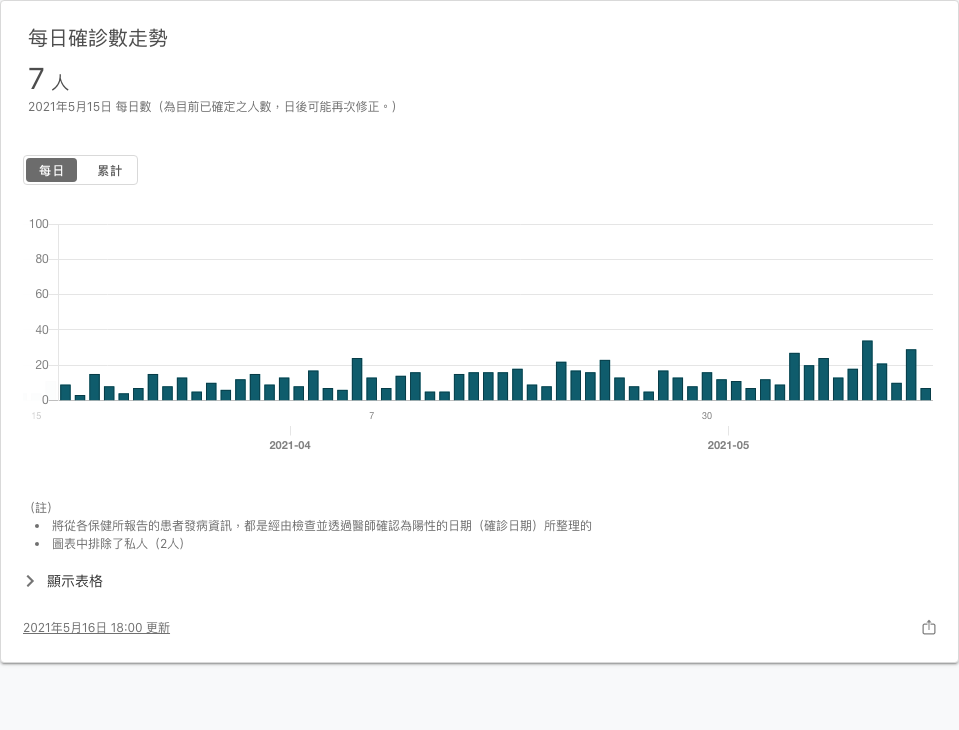 每日確診數走勢
7 人
2021年5月15日 每日數（為目前已確定之人數，日後可能再次修正。）
每日 累計
100
80
60
40
20
0
15 7 30
2021-04 2021-05
（註）
• 將從各保健所報告的患者發病資訊，都是經由檢查並透過醫師確認為陽性的日期（確診日期）所整理的
• 圖表中排除了私人（2人）
顯示表格
2021年5月16日 18:00 更新